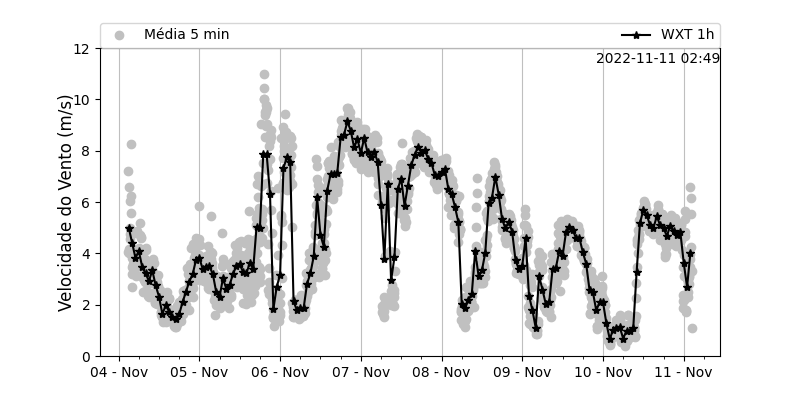 Média 5 min
WXT 1h
2022-11-11 02:49
Velocidade do Vento (m/s)
12
10
8
6
4
2
0
04 - Nov
05 - Nov
06 - Nov
07 - Nov
08 - Nov
09 - Nov
10 - Nov
11 - Nov